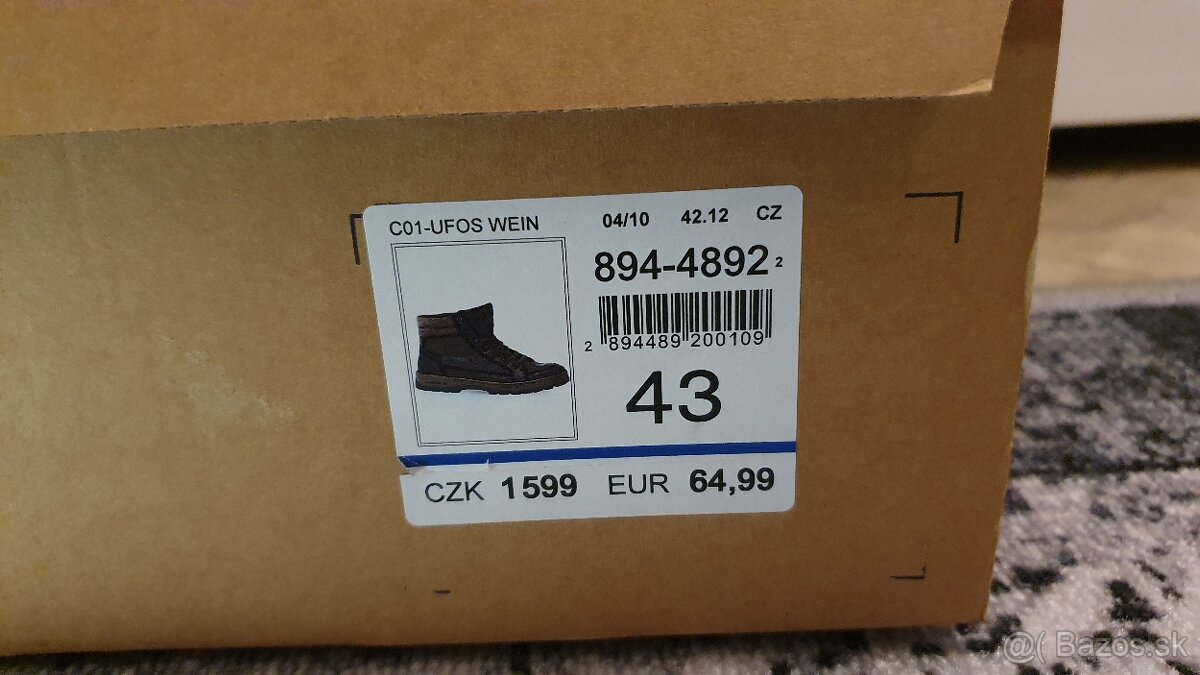 C01-UFOS WEIN 04/10 42.12 CZ
894-4892 2
2 894489 200109
43
CZK 1599 EUR 64,99
@( Bazos.sk